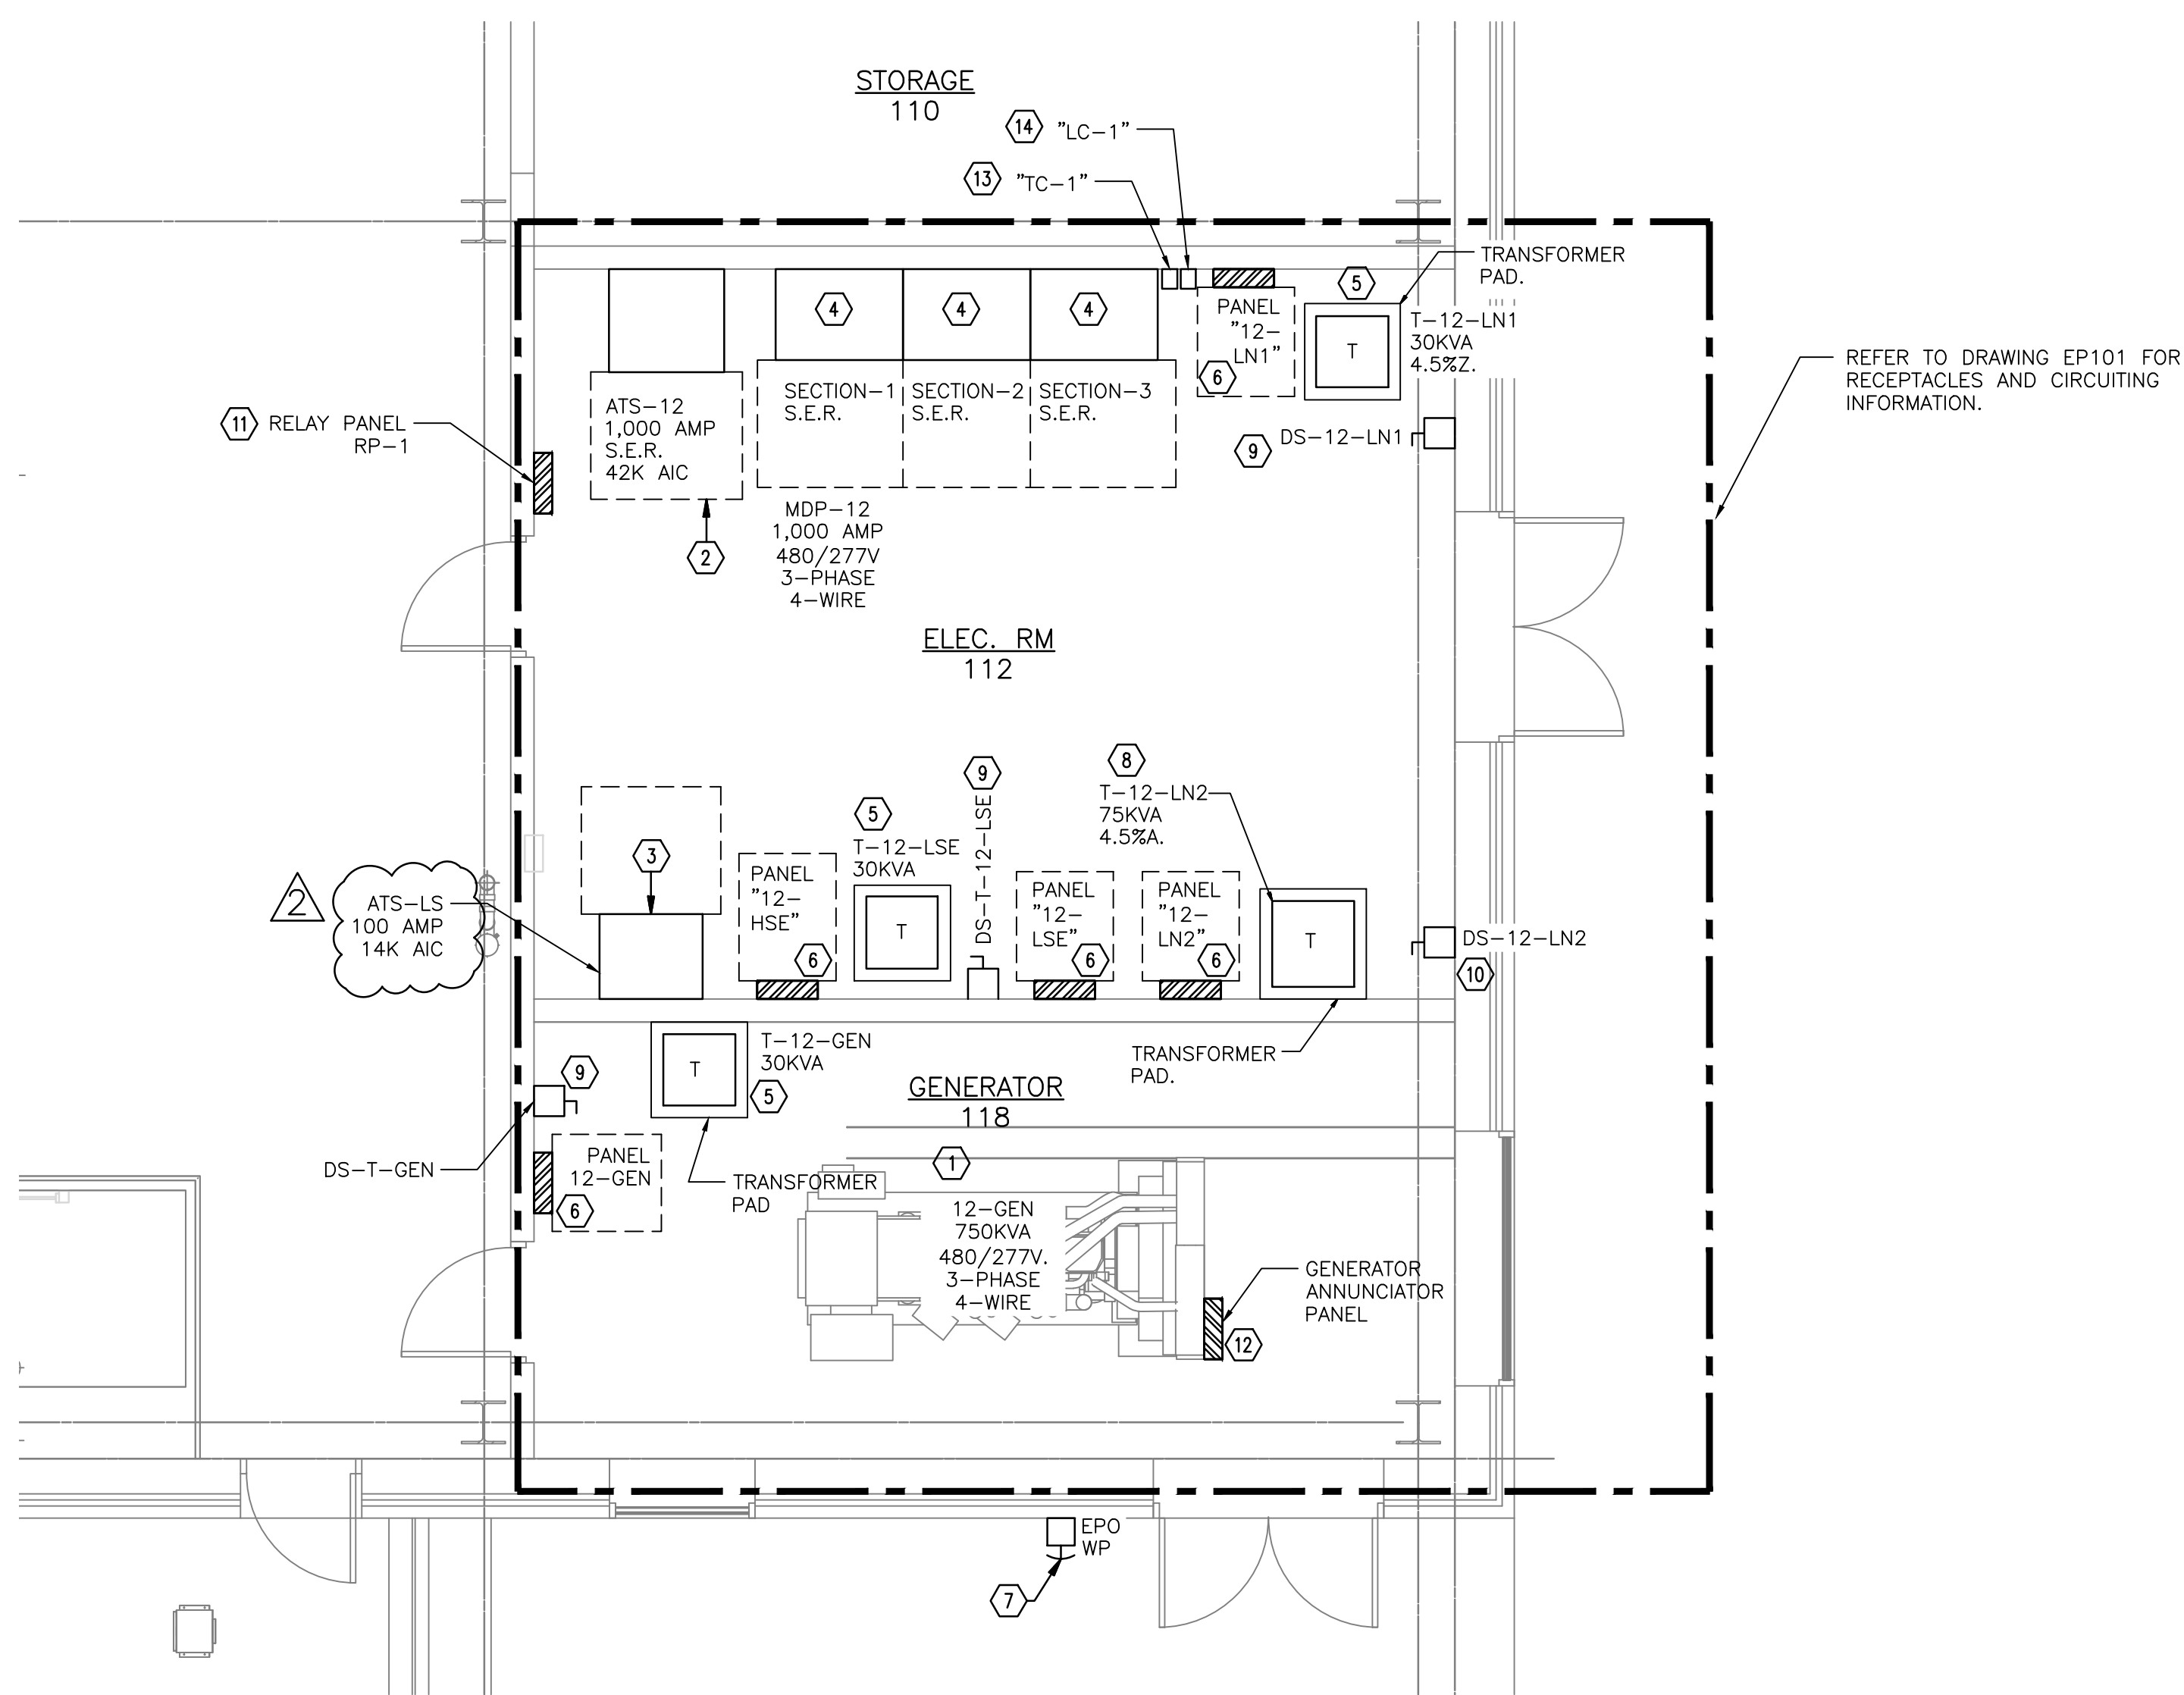 STORAGE
110
14 "LC-1"
13 "TC-1"
TRANSFORMER
PAD.
5
4
4
4
PANEL
"12-
LN1"
6
T
T-12-LN1
30KVA
4.5%Z.
REFER TO DRAWING EP101 FOR
RECEPTACLES AND CIRCUITING
INFORMATION.
SECTION-1
S.E.R.
SECTION-2
S.E.R.
SECTION-3
S.E.R.
ATS-12
1,000 AMP
S.E.R.
42K AIC
11 RELAY PANEL
RP-1
9 DS-12-LN1
2
MDP-12
1,000 AMP
480/277V
3-PHASE
4-WIRE
ELEC. RM
112
3
5
T-12-LSE
30KVA
T
9
DS-T-12-LSE
8
T-12-LN2
75KVA
4.5%A.
T
PANEL
"12-
HSE"
6
PANEL
"12-
LSE"
6
PANEL
"12-
LN2"
6
2
ATS-LS
100 AMP
14K AIC
DS-12-LN2
10
TRANSFORMER
PAD.
T
T-12-GEN
30KVA
5
9
GENERATOR
118
DS-T-GEN
PANEL
12-GEN
6
TRANSFORMER
PAD
1
12-GEN
750KVA
480/277V.
3-PHASE
4-WIRE
GENERATOR
ANNUNCIATOR
PANEL
12
EPO
WP
7